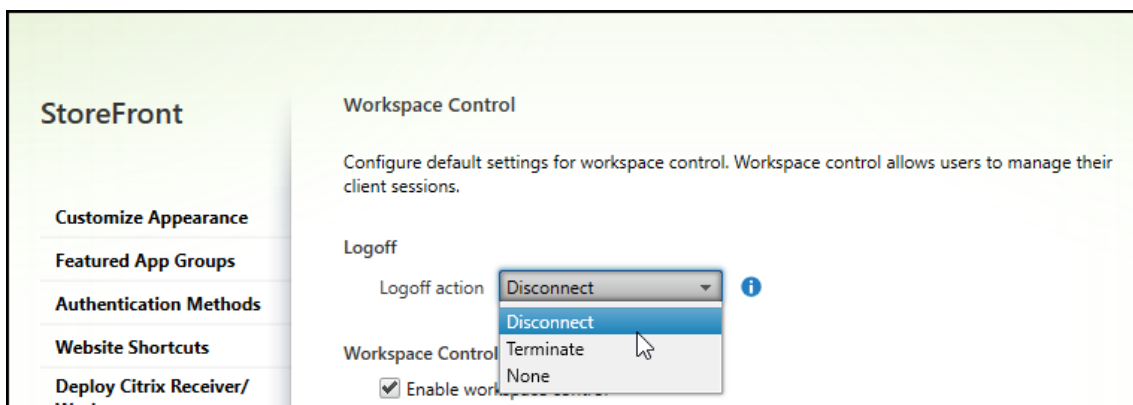 StoreFront
Customize Appearance
Featured App Groups
Authentication Methods
Website Shortcuts
Deploy Citrix Receiver/
Workspace Control
Configure default settings for workspace control. Workspace control allows users to manage their
client sessions.
Logoff
Logoff action Disconnect
Disconnect
Terminate
None
Workspace Control
Enable